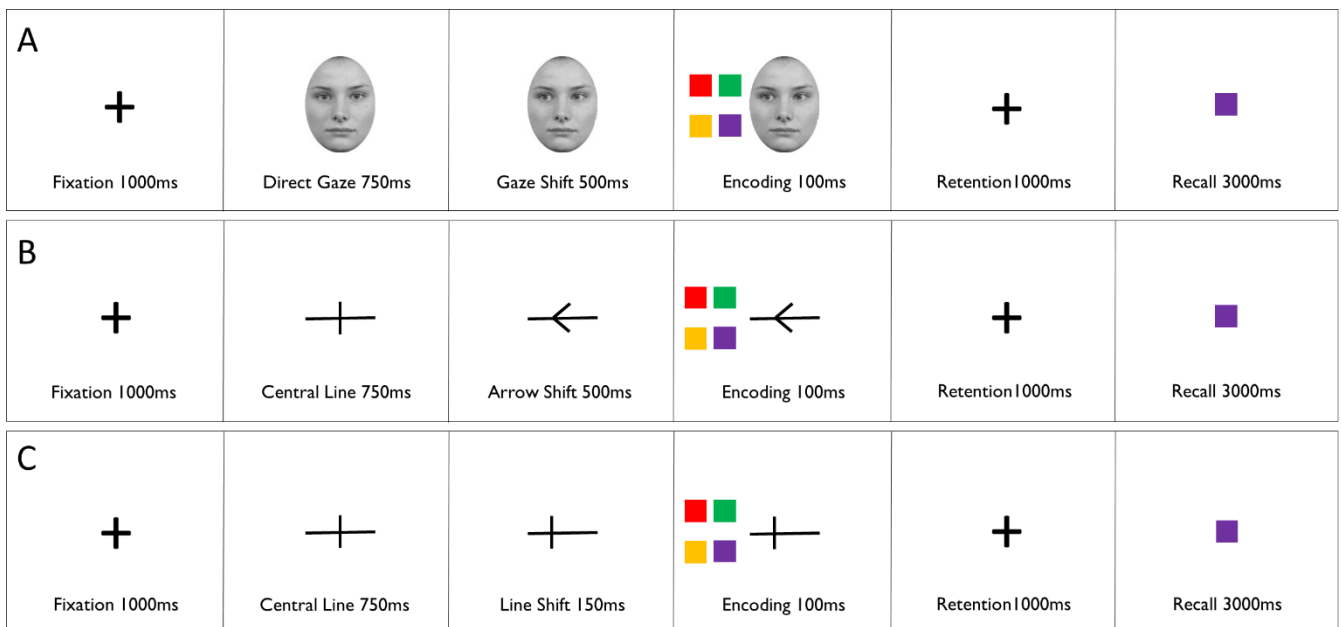 A
Fixation 1000ms Direct Gaze 750ms Gaze Shift 500ms Encoding 100ms Retention1000ms Recall 3000ms
B
Fixation 1000ms Central Line 750ms Arrow Shift 500ms Encoding 100ms Retention1000ms Recall 3000ms
C
Fixation 1000ms Central Line 750ms Line Shift 150ms Encoding 100ms Retention1000ms Recall 3000ms